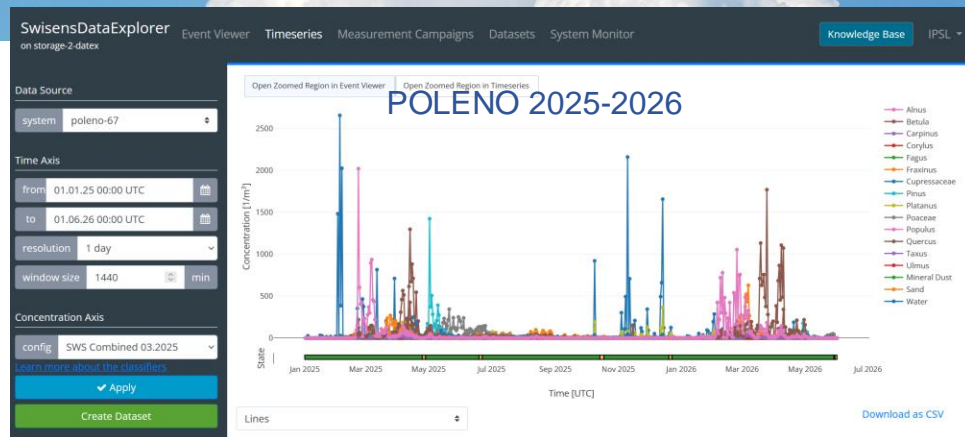 SwisensDataExplorer
on storage-2-datex
Event Viewer Timeseries Measurement Campaigns Datasets System Monitor
Knowledge Base IPSL
Data Source
system poleno-67
Time Axis
from 01.01.25 00:00 UTC
to 01.06.26 00:00 UTC
resolution 1 day
window size 1440 min
Concentration Axis
config SWS Combined 03.2025
Learn more about the classifiers
Apply
Create Dataset
Open Zoomed Region in Event Viewer Open Zoomed Region in Timeseries
POLENO 2025-2026
Concentration [1/m³]
2500
2000
1500
1000
500
0
State
Jan 2025 Mar 2025 May 2025 Jul 2025 Sep 2025 Nov 2025 Jan 2026 Mar 2026 May 2026 Jul 2026
Time [UTC]
Alnus
Betula
Carpinus
Corylus
Fagus
Fraxinus
Cupressaceae
Pinus
Platanus
Poaceae
Populus
Quercus
Taxus
Ulmus
Mineral Dust
Sand
Water
Lines
Download as CSV